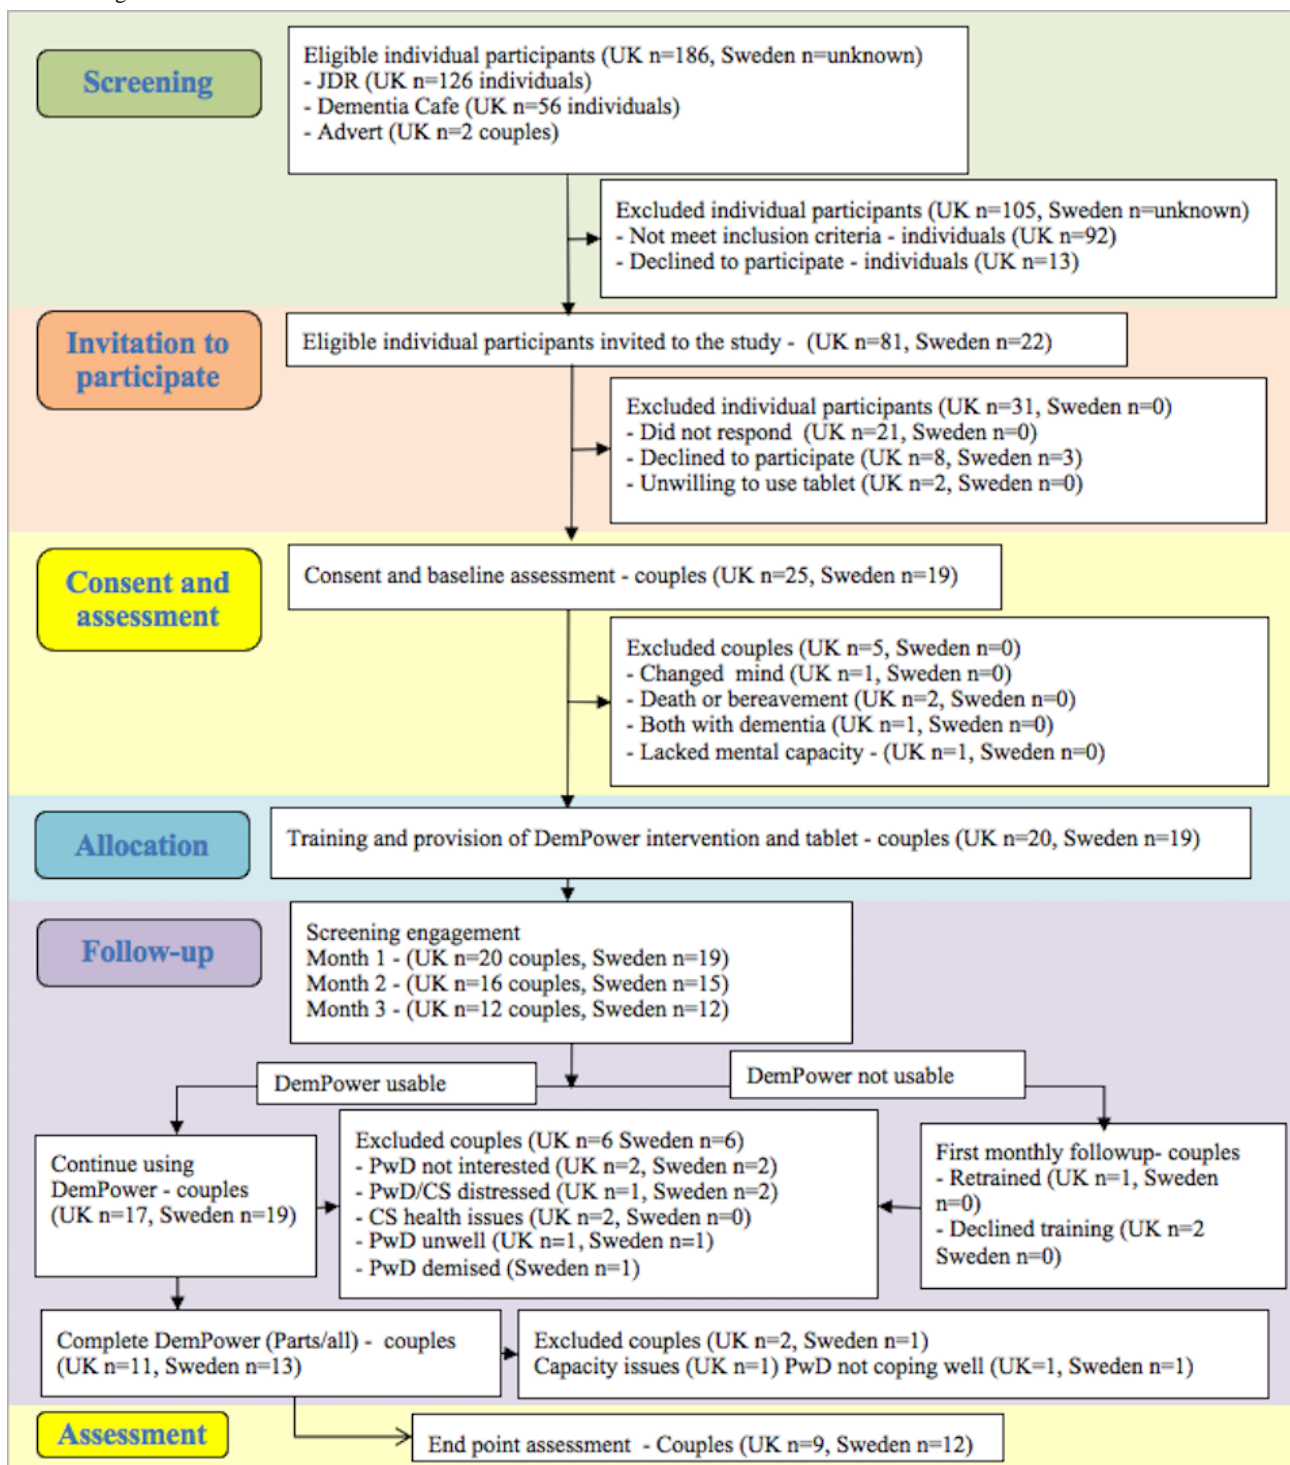 Screening
Eligible individual participants (UK n=186, Sweden n=unknown)
- JDR (UK n=126 individuals)
- Dementia Cafe (UK n=56 individuals)
- Advert (UK n=2 couples)
Excluded individual participants (UK n=105, Sweden n=unknown)
- Not meet inclusion criteria - individuals (UK n=92)
- Declined to participate - individuals (UK n=13)
Invitation to
participate
Eligible individual participants invited to the study - (UK n=81, Sweden n=22)
Excluded individual participants (UK n=31, Sweden n=0)
- Did not respond (UK n=21, Sweden n=0)
- Declined to participate (UK n=8, Sweden n=3)
- Unwilling to use tablet (UK n=2, Sweden n=0)
Consent and
assessment
Consent and baseline assessment - couples (UK n=25, Sweden n=19)
Excluded couples (UK n=5, Sweden n=0)
- Changed mind (UK n=1, Sweden n=0)
- Death or bereavement (UK n=2, Sweden n=0)
- Both with dementia (UK n=1, Sweden n=0)
- Lacked mental capacity - (UK n=1, Sweden n=0)
Allocation
Training and provision of DemPower intervention and tablet - couples (UK n=20, Sweden n=19)
Follow-up
Screening engagement
Month 1 - (UK n=20 couples, Sweden n=19)
Month 2 - (UK n=16 couples, Sweden n=15)
Month 3 - (UK n=12 couples, Sweden n=12)
DemPower usable
DemPower not usable
Continue using
DemPower - couples
(UK n=17, Sweden n=19)
Excluded couples (UK n=6 Sweden n=6)
- PwD not interested (UK n=2, Sweden n=2)
- PwD/CS distressed (UK n=1, Sweden n=2)
- CS health issues (UK n=2, Sweden n=0)
- PwD unwell (UK n=1, Sweden n=1)
- PwD demised (Sweden n=1)
First monthly followup- couples
- Retrained (UK n=1, Sweden
n=0)
- Declined training (UK n=2
Sweden n=0)
Complete DemPower (Parts/all) - couples
(UK n=11, Sweden n=13)
Excluded couples (UK n=2, Sweden n=1)
Capacity issues (UK n=1) PwD not coping well (UK=1, Sweden n=1)
Assessment
End point assessment - Couples (UK n=9, Sweden n=12)